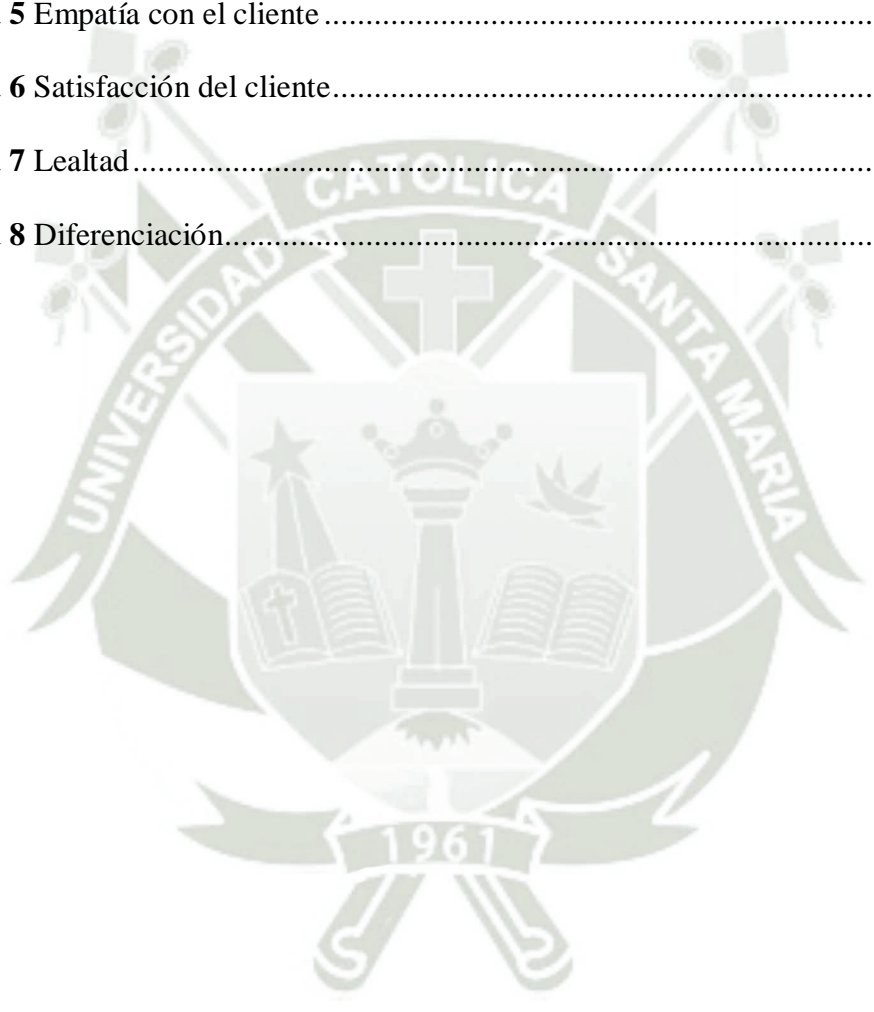 5 Empatía con el cliente ..........................................................................
6 Satisfacción del cliente..........................................................................
7 Lealtad ..........................................................................
8 Diferenciación..........................................................................
UNIVERSIDAD CATOLICA SANTA MARIA
1961